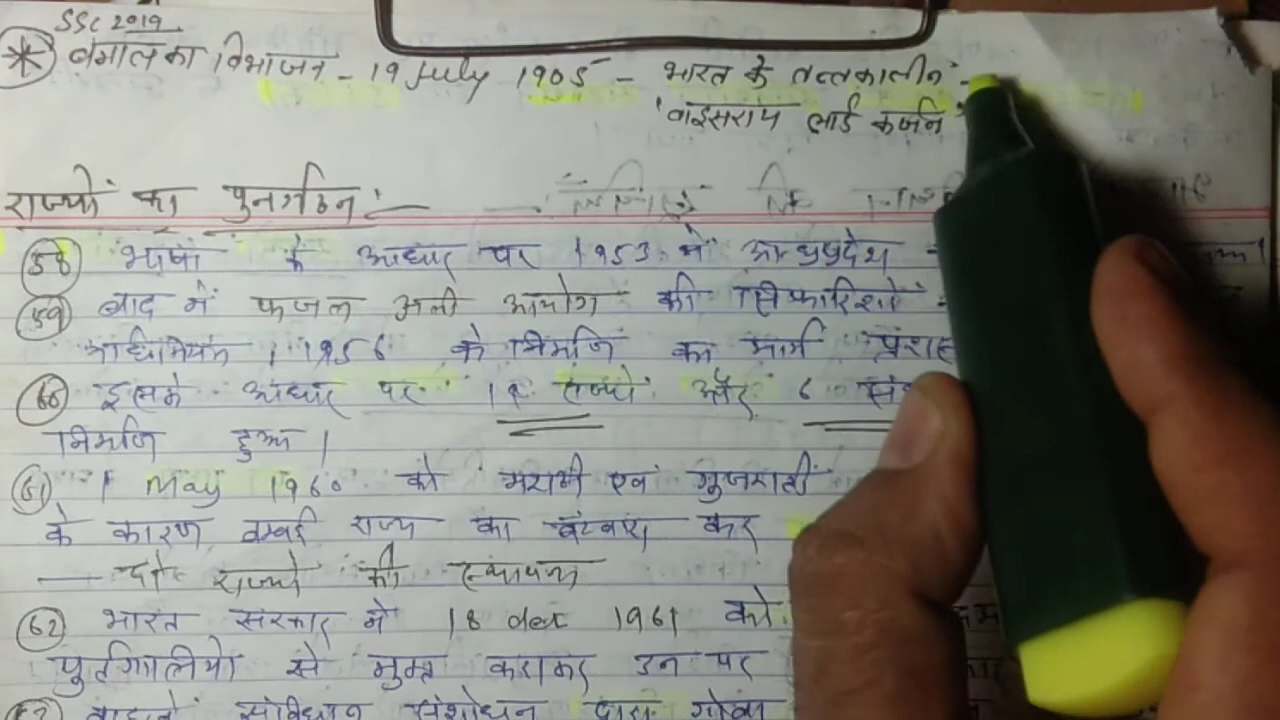 SSC 2019
* बंगाल का विभाजन - 19 July 1905 - भारत के तत्तकालीन -
'वाइसराय लार्ड कर्जन'
राज्यों का पुनर्गठन :-
58 भाषा के आधार पर 1953 में आन्ध्रप्रदेश -
59 बाद में फजल अली आयोग की सिफारिशों -
अधिनियम, 1956 के निर्माण का मार्ग प्रशस्
60 इसके आधार पर राज्यों और 6 सं
निर्माण हुआ।
61 1 May 1960 को मराठी एवं गुजराती
के कारण बम्बई राज्य का बंटवारा कर
— दो राज्यों की स्थापना
62 भारत सरकार ने 18 dec 1961 को
पुर्तगालियों से मुक्त कराकर उन पर
संविधान संशोधन द्वारा गोवा